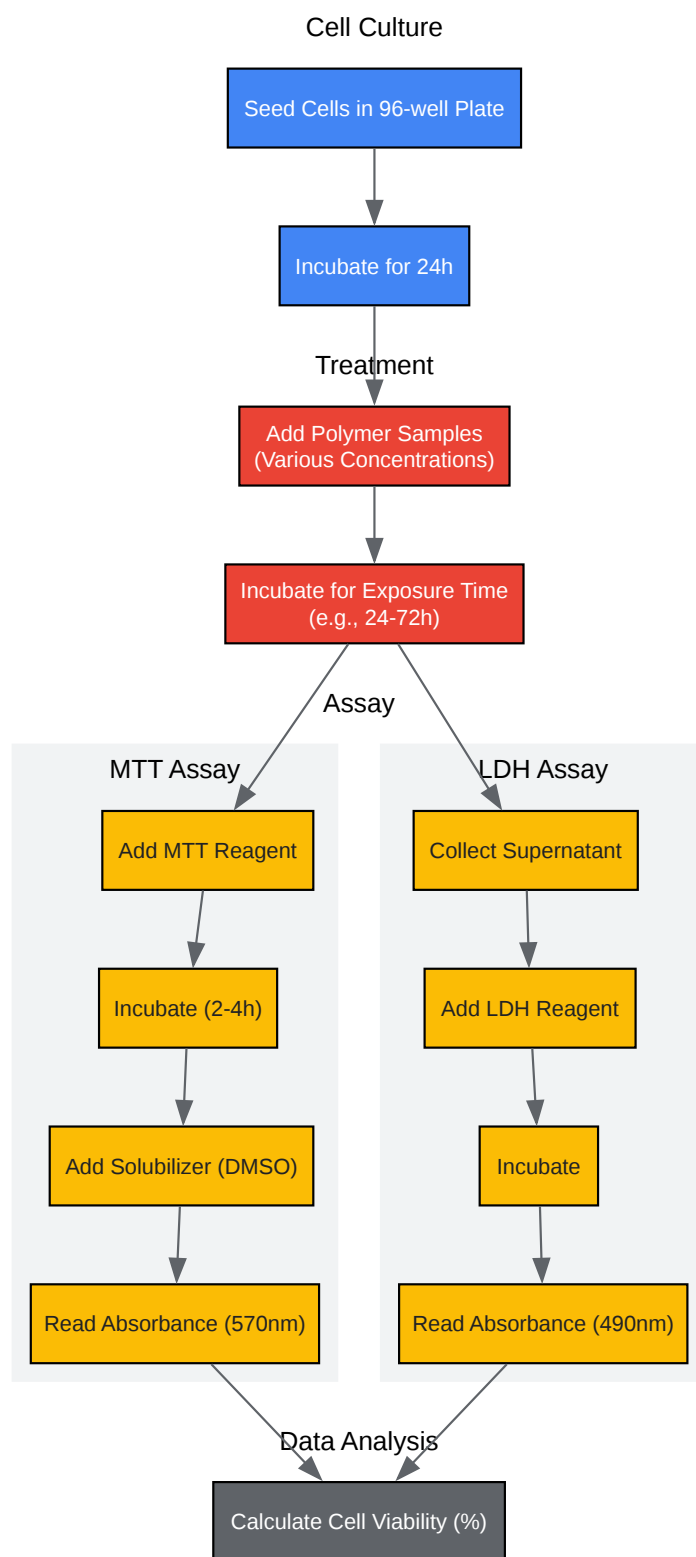 Cell Culture
Seed Cells in 96-well Plate
Incubate for 24h
Treatment
Add Polymer Samples
(Various Concentrations)
Incubate for Exposure Time
(e.g., 24-72h)
Assay
MTT Assay
Add MTT Reagent
Incubate (2-4h)
Add Solubilizer (DMSO)
Read Absorbance (570nm)
LDH Assay
Collect Supernatant
Add LDH Reagent
Incubate
Read Absorbance (490nm)
Data Analysis
Calculate Cell Viability (%)